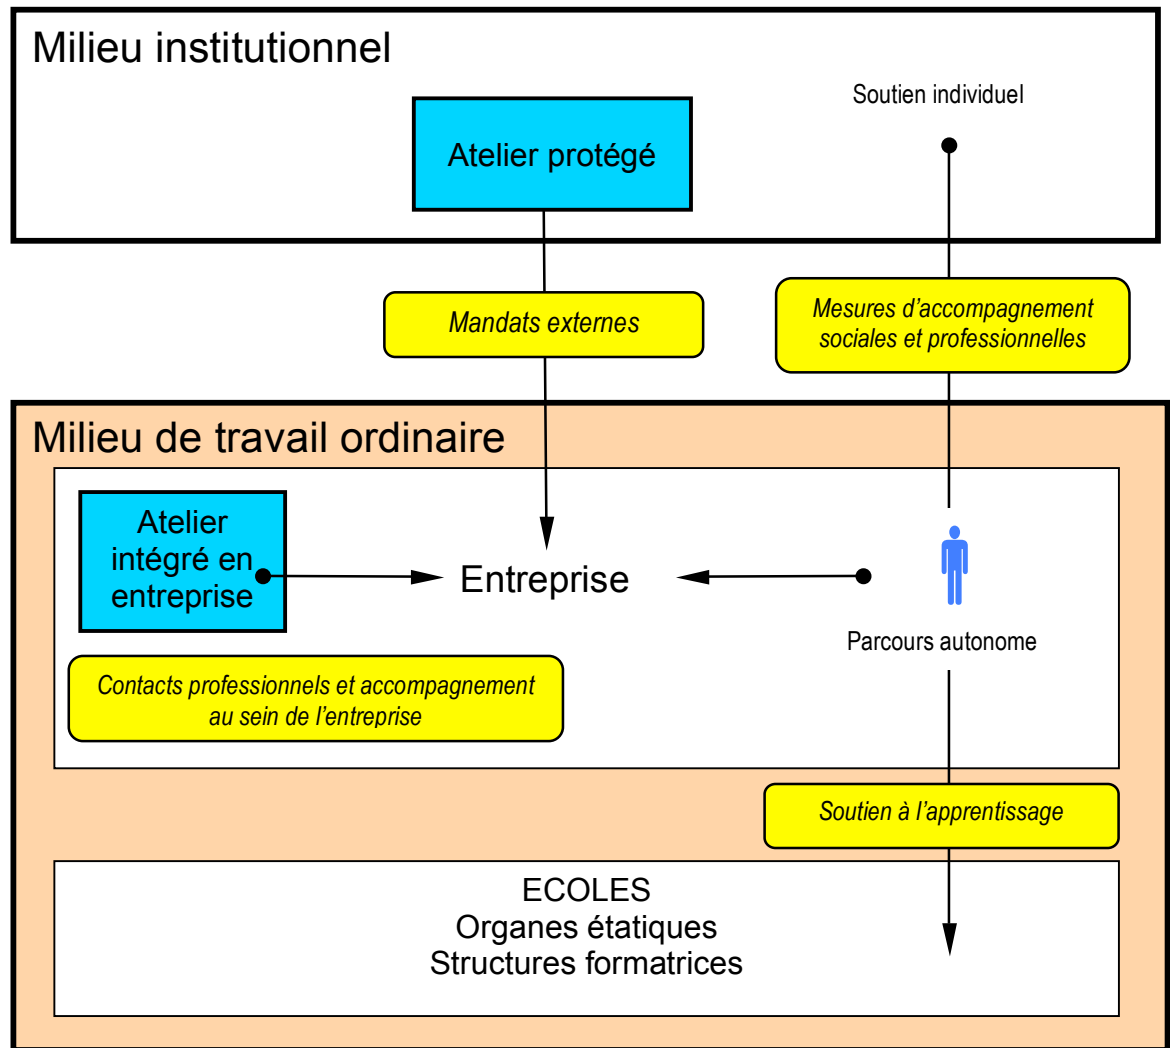 Milieu institutionnel
Soutien individuel
Atelier protégé
Mandats externes
Mesures d'accompagnement
sociales et professionnelles
Milieu de travail ordinaire
Atelier
intégré en
entreprise
Entreprise
Parcours autonome
Contacts professionnels et accompagnement
au sein de l'entreprise
Soutien à l'apprentissage
ECOLES
Organes étatiques
Structures formatrices